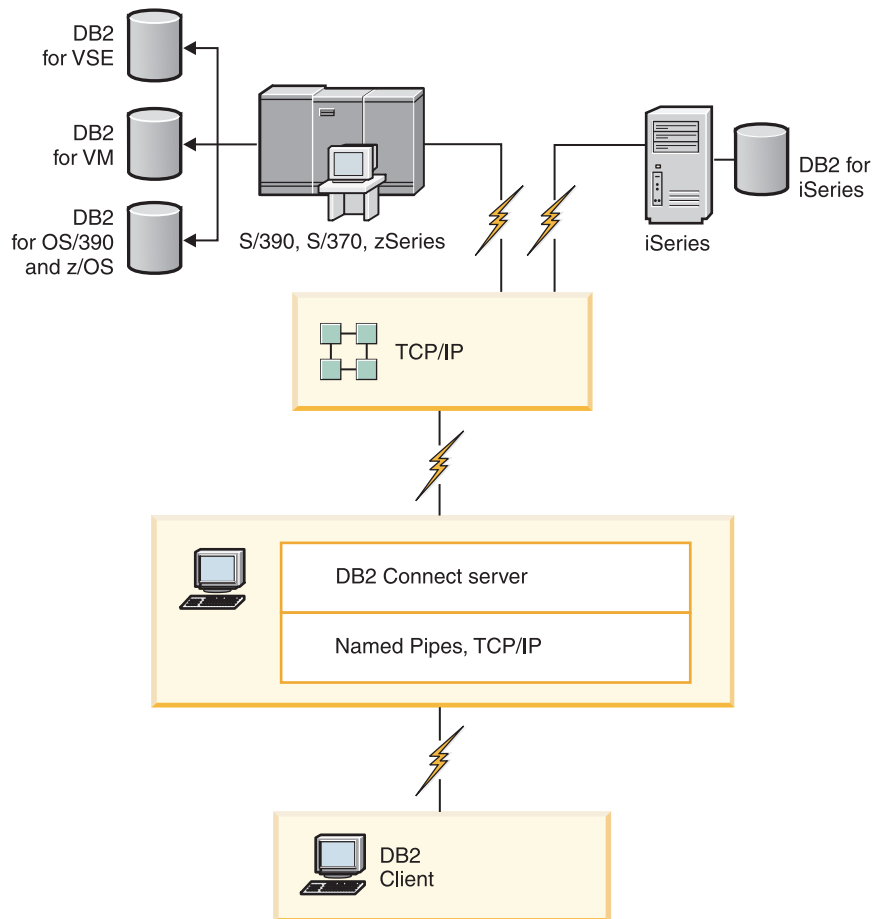 DB2
for VSE
DB2
for VM
DB2
for OS/390
and z/OS
S/390, S/370, zSeries
iSeries
DB2 for
iSeries
TCP/IP
DB2 Connect server
Named Pipes, TCP/IP
DB2
Client